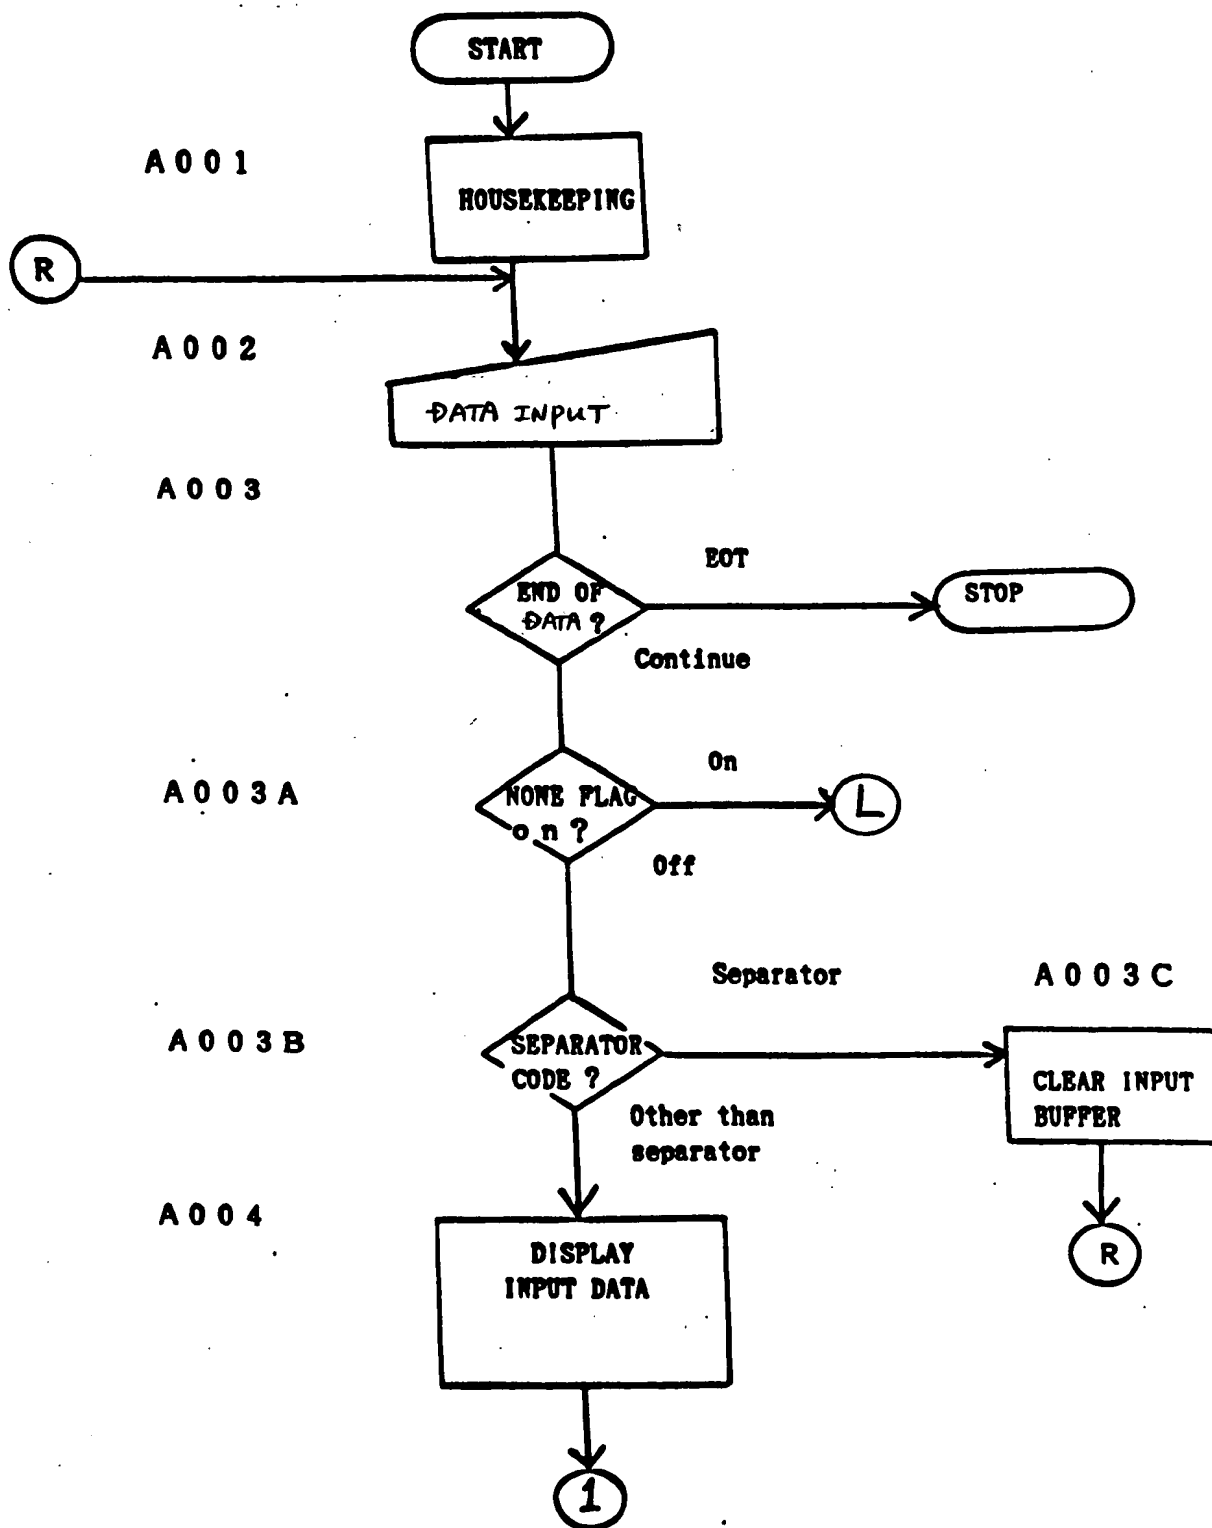 START
A001
HOUSEKEEPING
R
A002
DATA INPUT
A003
EOT
END OF
DATA?
STOP
Continue
A003A
On
NONE FLAG
on?
L
Off
Separator
A003C
A003B
SEPARATOR
CODE?
CLEAR INPUT
BUFFER
Other than
separator
A004
DISPLAY
INPUT DATA
R
1